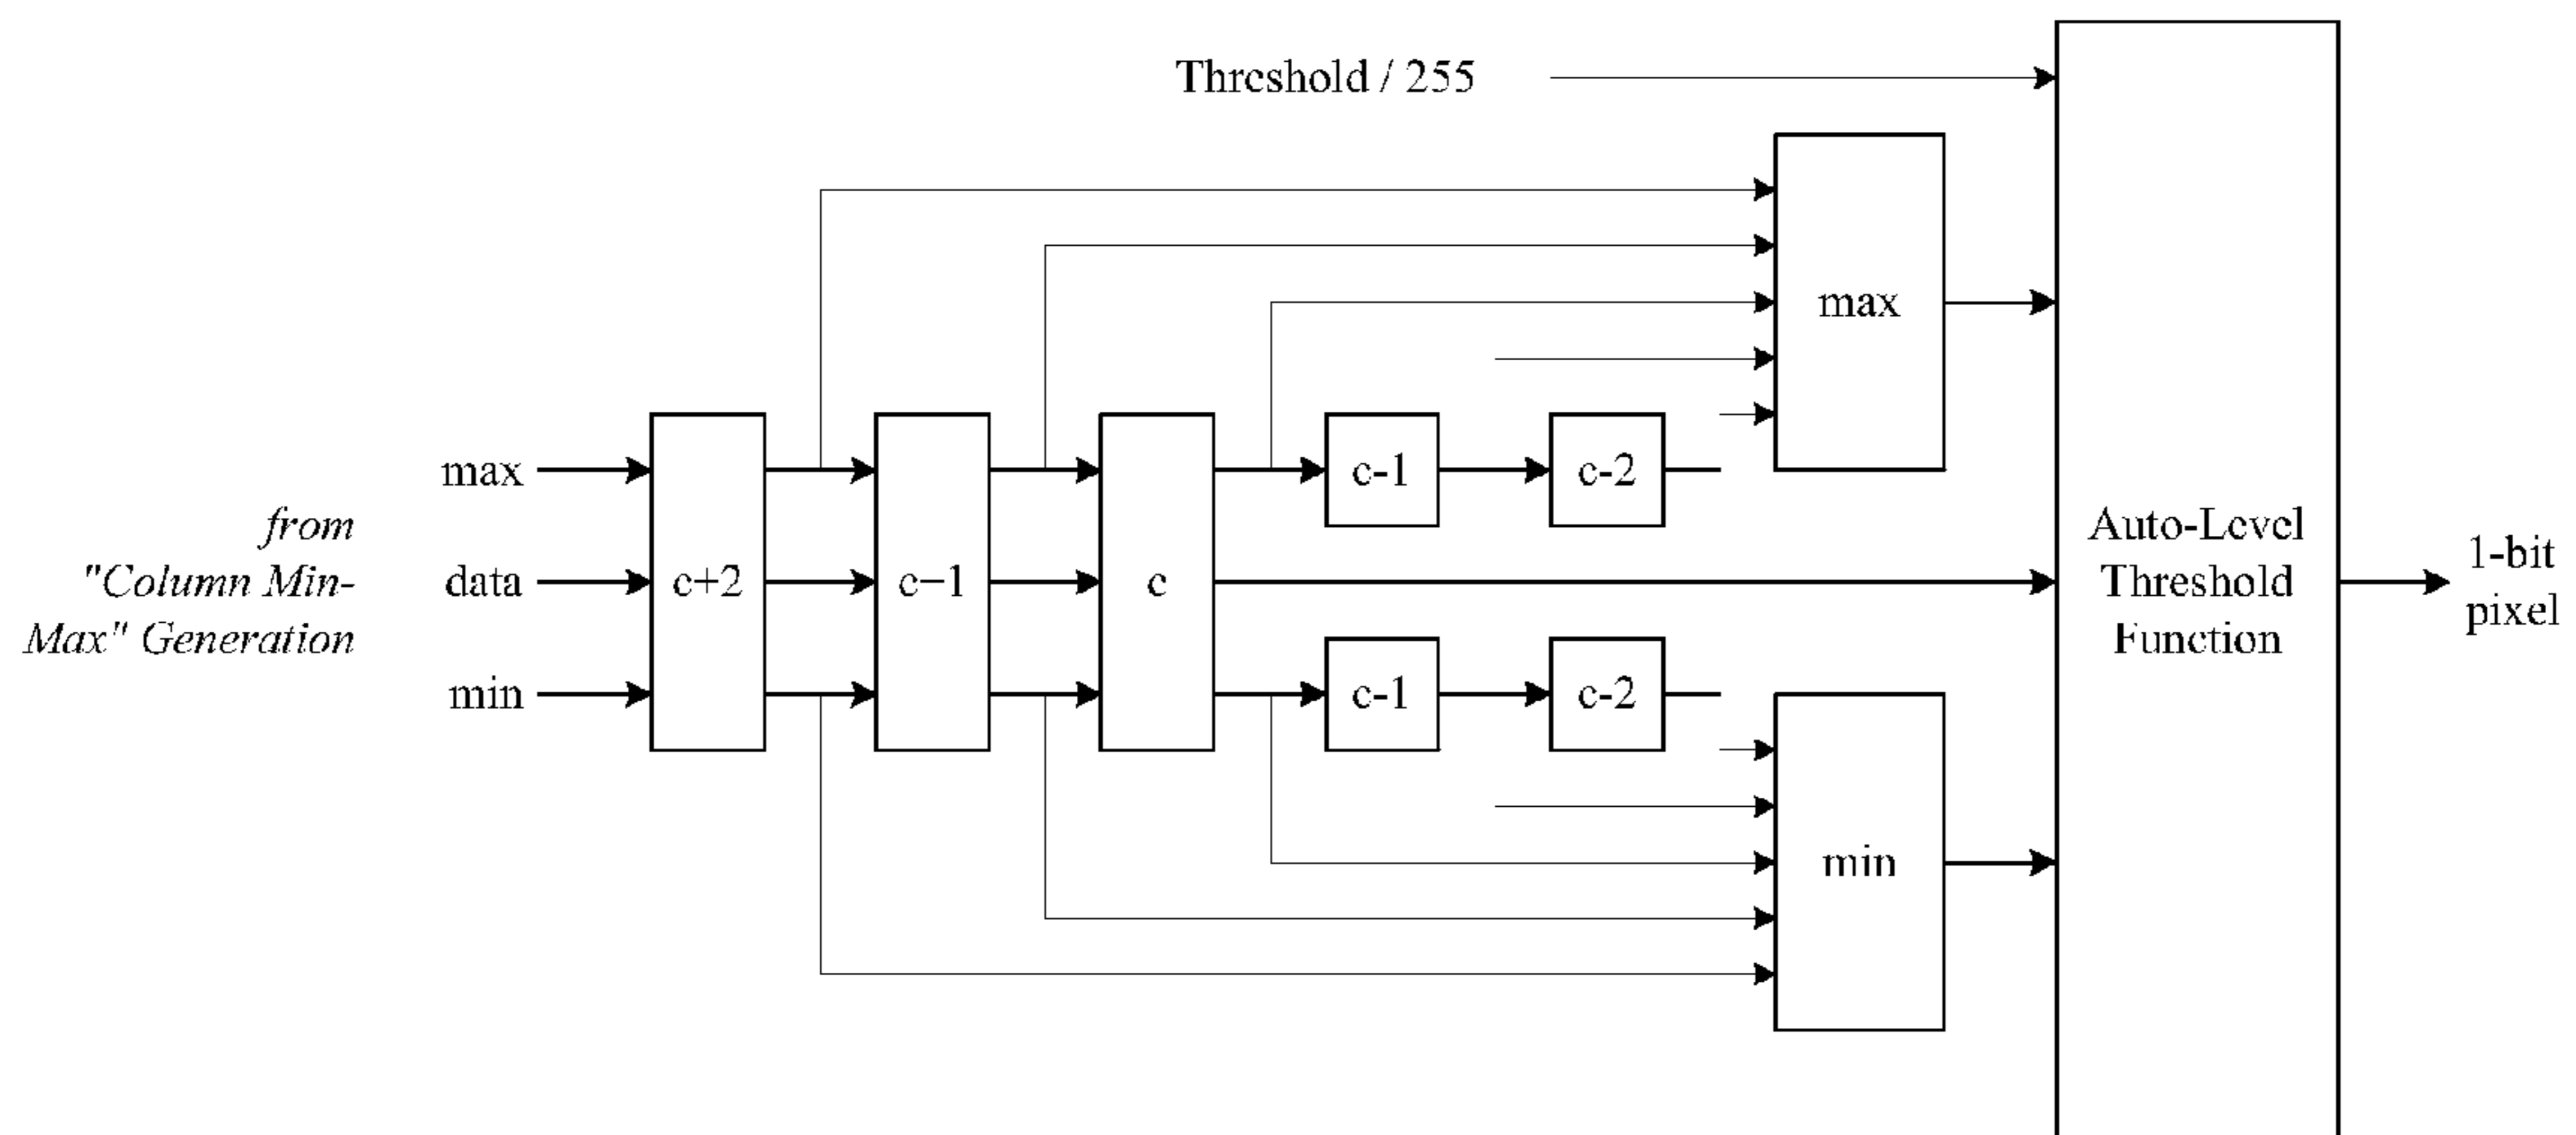 Threshold / 255
max
max
c-1
c-2
from
"Column Min-
Max" Generation
data
c+2
c−1
c
Auto-Level
Threshold
Function
1-bit
pixel
min
c-1
c-2
min